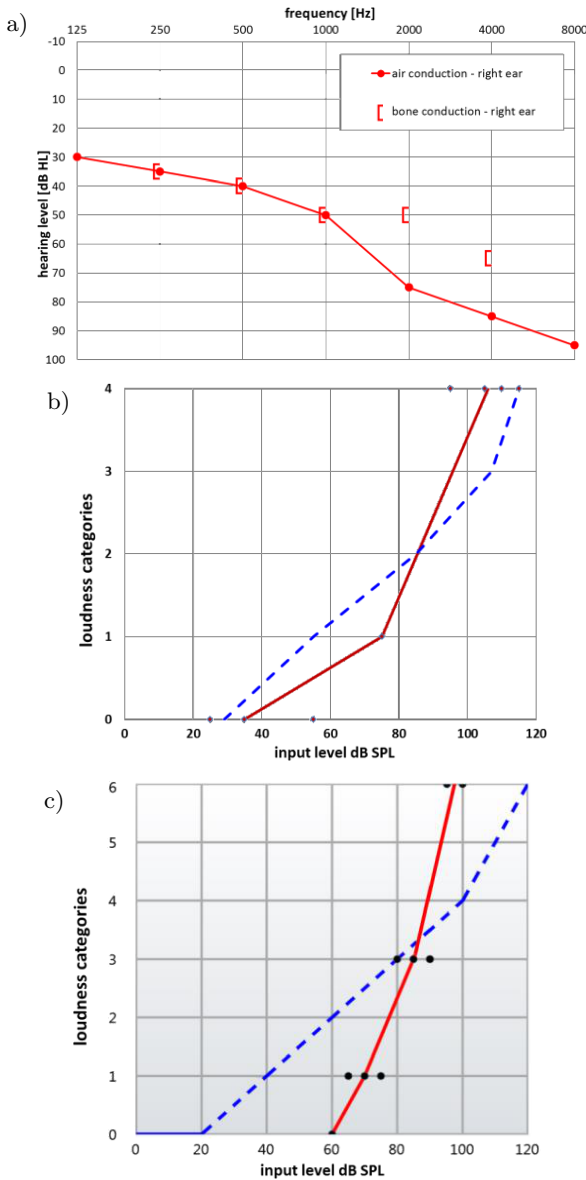 a)
frequency [Hz]
125 250 500 1000 2000 4000 8000
-10
0
10
20
30
40
50
60
70
80
90
100
hearing level [dB HL]
air conduction - right ear
bone conduction - right ear
b)
4
3
2
1
0
loudness categories
0 20 40 60 80 100 120
input level dB SPL
c)
6
5
4
3
2
1
0
loudness categories
0 20 40 60 80 100 120
input level dB SPL